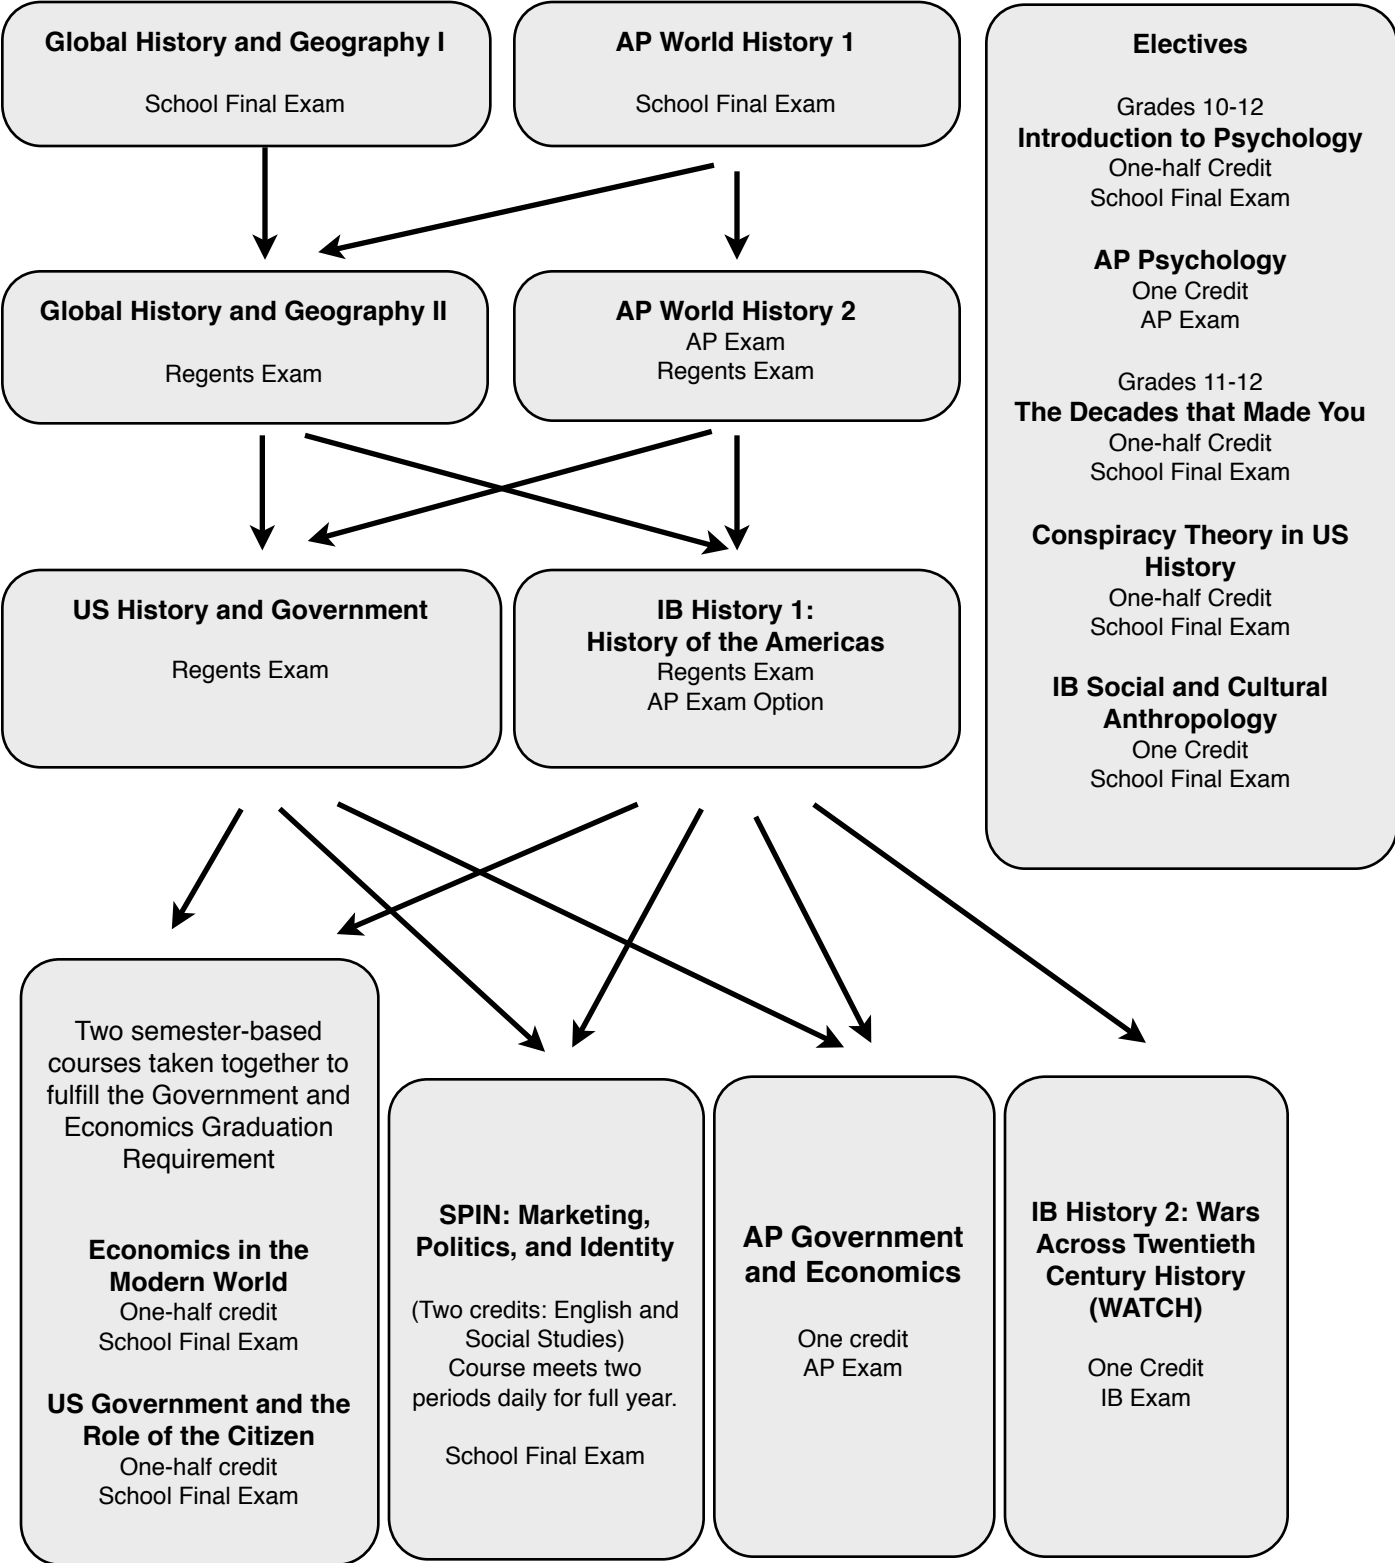 Global History and Geography I
School Final Exam
AP World History 1
School Final Exam
Global History and Geography II
Regents Exam
AP World History 2
AP Exam
Regents Exam
US History and Government
Regents Exam
IB History 1:
History of the Americas
Regents Exam
AP Exam Option
Two semester-based
courses taken together to
fulfill the Government and
Economics Graduation
Requirement
Economics in the
Modern World
One-half credit
School Final Exam
US Government and the
Role of the Citizen
One-half credit
School Final Exam
SPIN: Marketing,
Politics, and Identity
(Two credits: English and
Social Studies)
Course meets two
periods daily for full year.
School Final Exam
AP Government
and Economics
One credit
AP Exam
IB History 2: Wars
Across Twentieth
Century History
(WATCH)
One Credit
IB Exam
Electives
Grades 10-12
Introduction to Psychology
One-half Credit
School Final Exam
AP Psychology
One Credit
AP Exam
Grades 11-12
The Decades that Made You
One-half Credit
School Final Exam
Conspiracy Theory in US
History
One-half Credit
School Final Exam
IB Social and Cultural
Anthropology
One Credit
School Final Exam